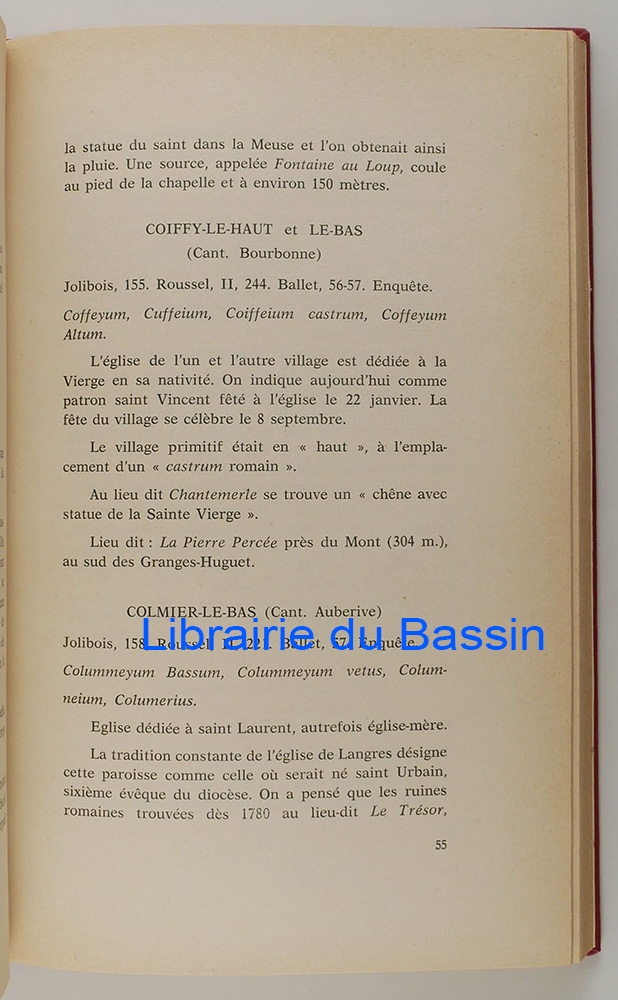 la statue du saint dans la Meuse et l'on obtenait ainsi
la pluie. Une source, appelée Fontaine au Loup, coule
au pied de la chapelle et à environ 150 mètres.
COIFFY-LE-HAUT et LE-BAS
(Cant. Bourbonne)
Jolibois, 155. Roussel, II, 244. Ballet, 56-57. Enquête.
Coffeyum, Cuffeium, Coiffeium castrum, Coffeyum
Altum.
L'église de l'un et l'autre village est dédiée à la
Vierge en sa nativité. On indique aujourd'hui comme
patron saint Vincent fêté à l'église le 22 janvier. La
fête du village se célèbre le 8 septembre.
Le village primitif était en « haut », à l'empla-
cement d'un « castrum romain ».
Au lieu dit Chantemerle se trouve un « chêne avec
statue de la Sainte Vierge ».
Lieu dit : La Pierre Percée près du Mont (304 m.),
au sud des Granges-Huguet.
COLMIER-LE-BAS (Cant. Auberive)
Librairie du Bassin
Jolibois, 158. Roussel, II, 221. Ballet, 57. Enquête.
Colummeyum Bassum, Colummeyum vetus, Colum-
neium, Columerius.
Eglise dédiée à saint Laurent, autrefois église-mère.
La tradition constante de l'église de Langres désigne
cette paroisse comme celle où serait né saint Urbain,
sixième évêque du diocèse. On a pensé que les ruines
romaines trouvées dès 1780 au lieu-dit Le Trésor,
55